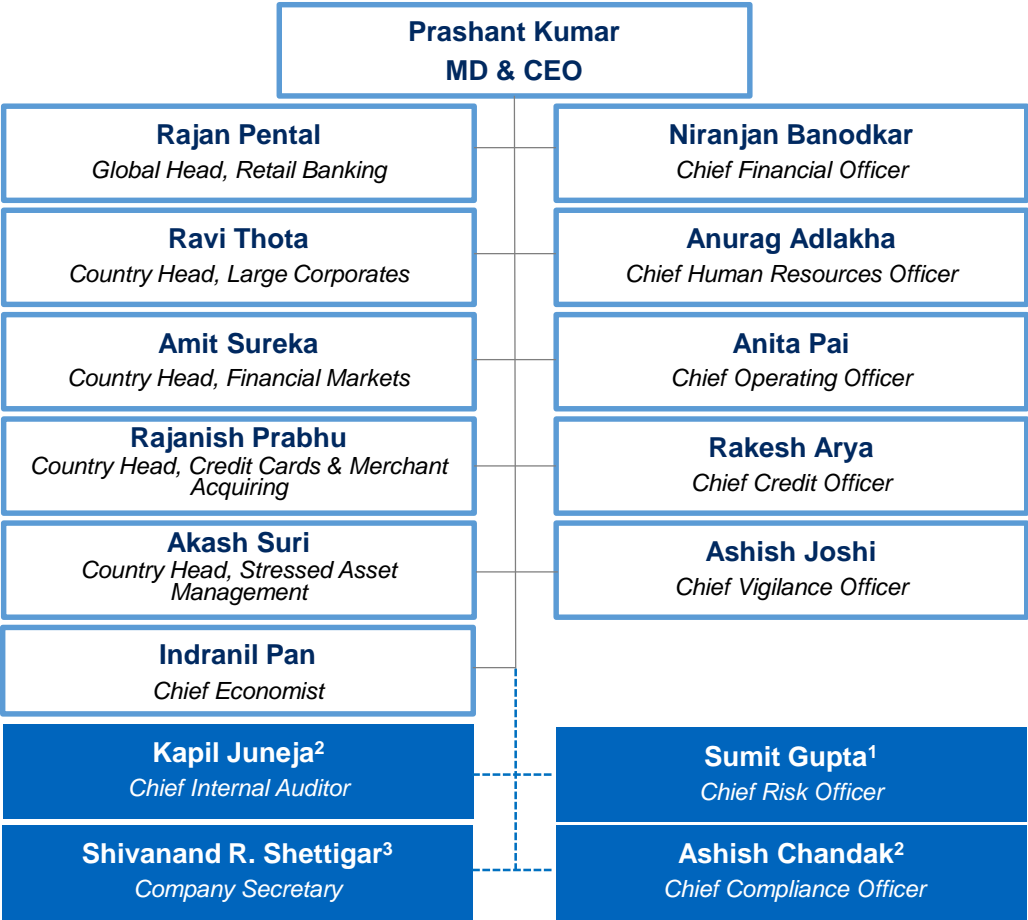 Prashant Kumar
MD & CEO
Rajan Pental
Global Head, Retail Banking
Niranjan Banodkar
Chief Financial Officer
Ravi Thota
Country Head, Large Corporates
Anurag Adlakha
Chief Human Resources Officer
Amit Sureka
Country Head, Financial Markets
Anita Pai
Chief Operating Officer
Rajanish Prabhu
Country Head, Credit Cards & Merchant
Acquiring
Rakesh Arya
Chief Credit Officer
Akash Suri
Country Head, Stressed Asset
Management
Ashish Joshi
Chief Vigilance Officer
Indranil Pan
Chief Economist
Kapil Juneja²
Chief Internal Auditor
Sumit Gupta¹
Chief Risk Officer
Shivanand R. Shettigar³
Company Secretary
Ashish Chandak²
Chief Compliance Officer